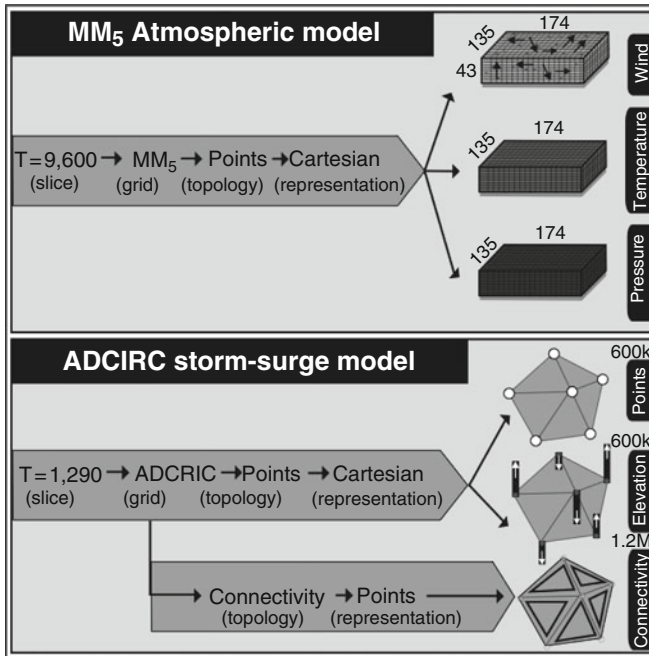 MM5 Atmospheric model
174
135
43
Wind
T=9,600 → MM5 → Points → Cartesian
(slice) (grid) (topology) (representation)
174
135
Temperature
174
135
Pressure
ADCIRC storm-surge model
600k
Points
600k
Elevation
T=1,290 → ADCRIC → Points → Cartesian
(slice) (grid) (topology) (representation)
1.2M
Connectivity
Connectivity → Points
(topology) (representation)